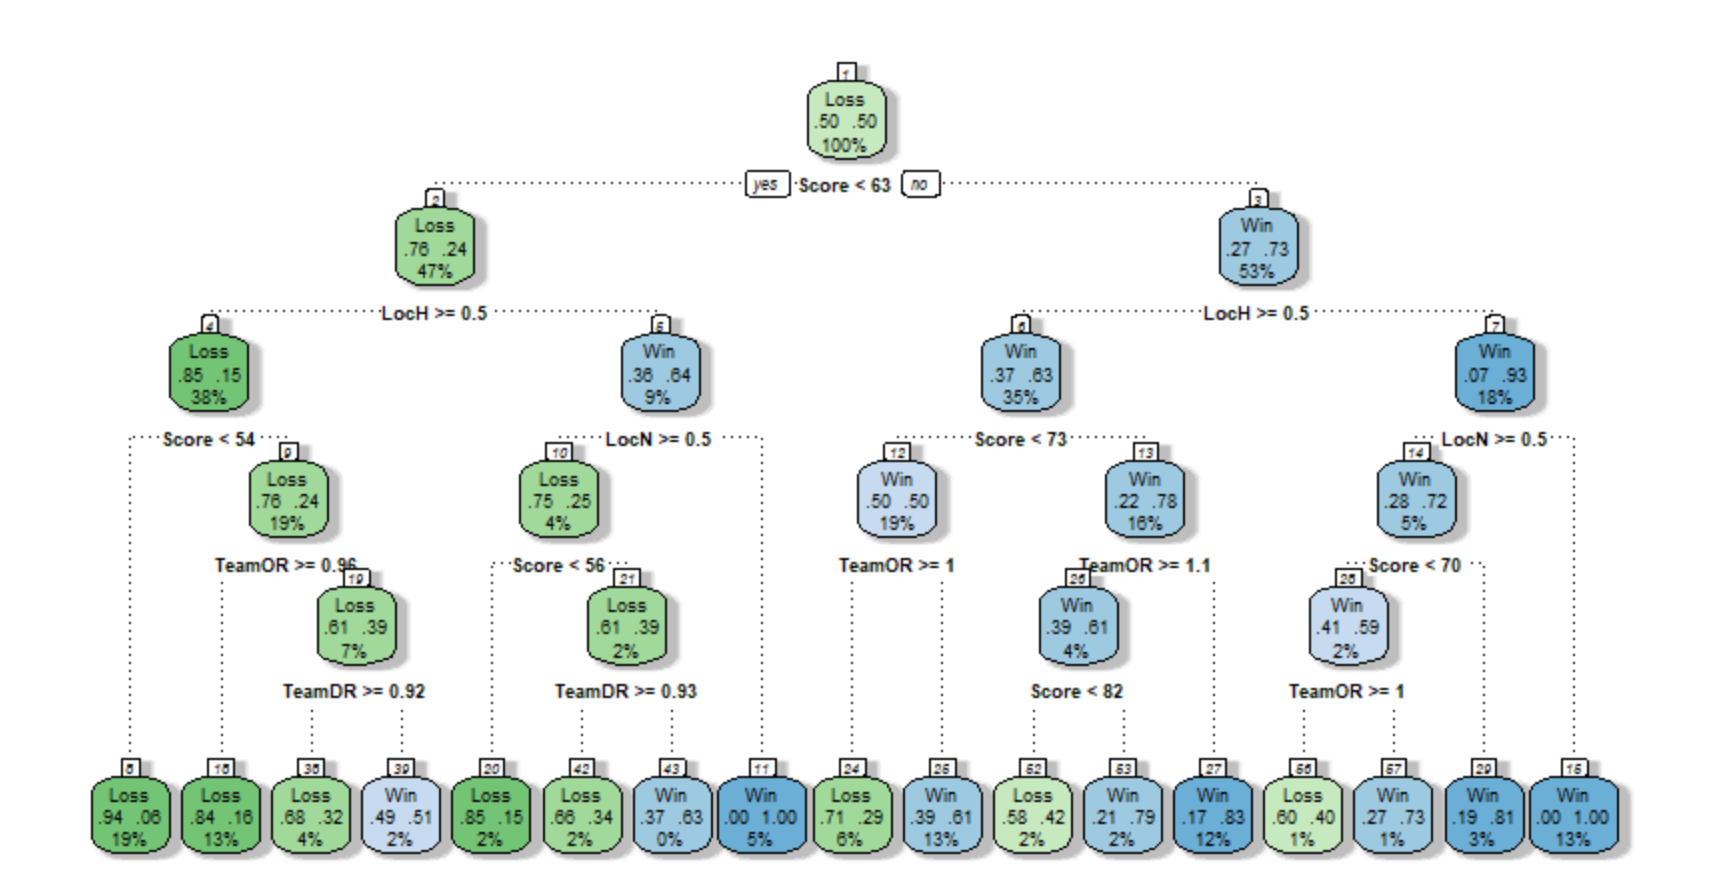 1
Loss
.50 .50
100%
yes Score < 63 no
2
Loss
.76 .24
47%
3
Win
.27 .73
53%
LocH >= 0.5
LocH >= 0.5
4
Loss
.85 .15
38%
5
Win
.36 .64
9%
6
Win
.37 .63
35%
7
Win
.07 .93
18%
Score < 54
LocN >= 0.5
Score < 73
LocN >= 0.5
9
Loss
.76 .24
19%
10
Loss
.75 .25
4%
12
Win
.50 .50
19%
13
Win
.22 .78
16%
14
Win
.28 .72
5%
TeamOR >= 0.96
Score < 56
TeamOR >= 1
TeamOR >= 1.1
Score < 70
19
Loss
.61 .39
7%
21
Loss
.61 .39
2%
26
Win
.39 .61
4%
28
Win
.41 .59
2%
TeamDR >= 0.92
TeamDR >= 0.93
Score < 82
TeamOR >= 1
8
Loss
.94 .06
19%
18
Loss
.84 .16
13%
38
Loss
.68 .32
4%
39
Win
.49 .51
2%
20
Loss
.85 .15
2%
42
Loss
.66 .34
2%
43
Win
.37 .63
0%
11
Win
.00 1.00
5%
24
Loss
.71 .29
6%
25
Win
.39 .61
13%
52
Loss
.58 .42
2%
53
Win
.21 .79
2%
27
Win
.17 .83
12%
56
Loss
.60 .40
1%
57
Win
.27 .73
1%
29
Win
.19 .81
3%
15
Win
.00 1.00
13%